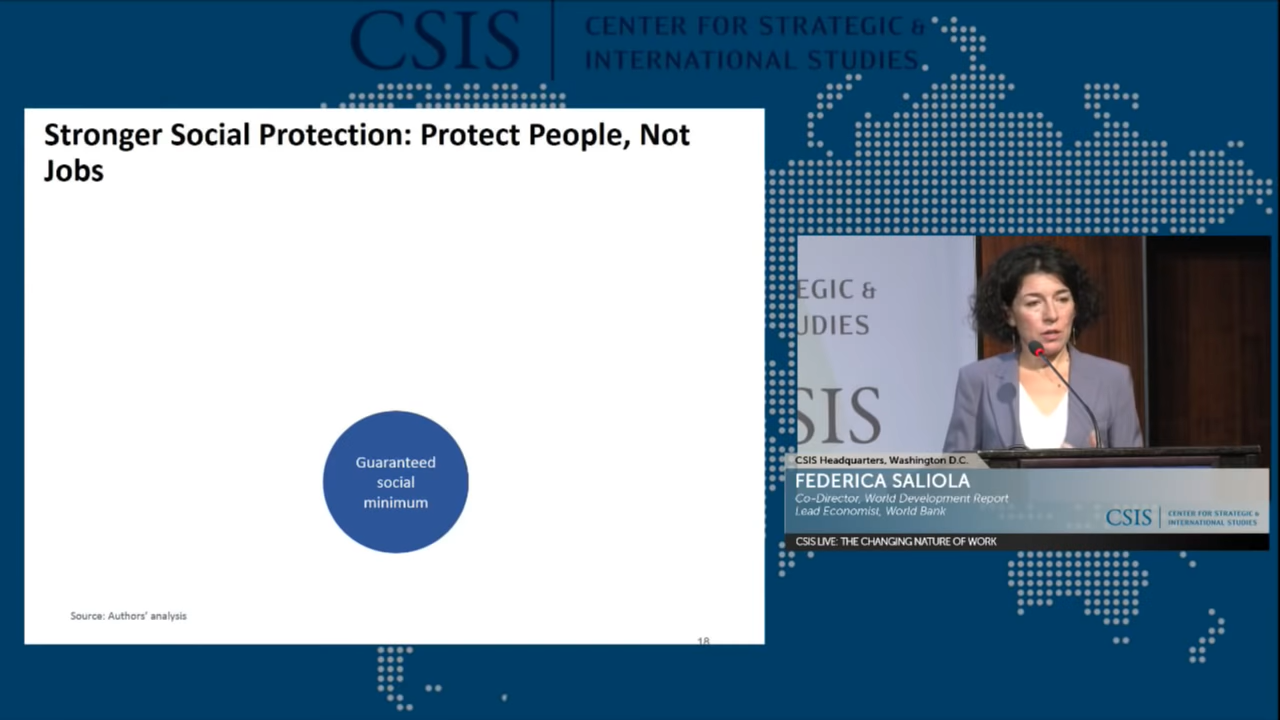 CSIS
CENTER FOR STRATEGIC &
INTERNATIONAL STUDIES
Stronger Social Protection: Protect People, Not
Jobs
Guaranteed
social
minimum
Source: Authors' analysis
18
EGIC &
UDIES
SIS
CSIS Headquarters, Washington D.C.
FEDERICA SALIOLA
Co-Director, World Development Report
Lead Economist, World Bank
CSIS
CENTER FOR STRATEGIC &
INTERNATIONAL STUDIES
CSIS LIVE: THE CHANGING NATURE OF WORK